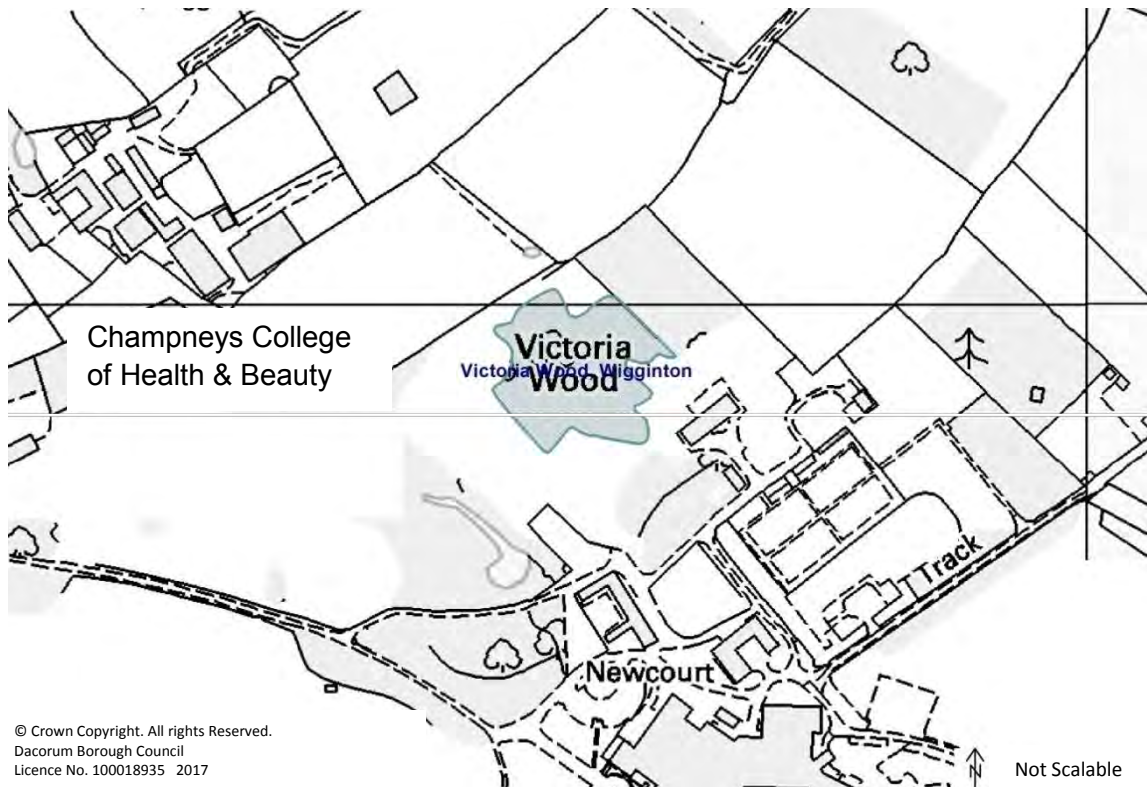 Champneys College
of Health & Beauty
Victoria
Victoria Wood, Wigginton
Wood
Track
Newcourt
© Crown Copyright. All rights Reserved.
Dacorum Borough Council
Licence No. 100018935 2017
N
Not Scalable